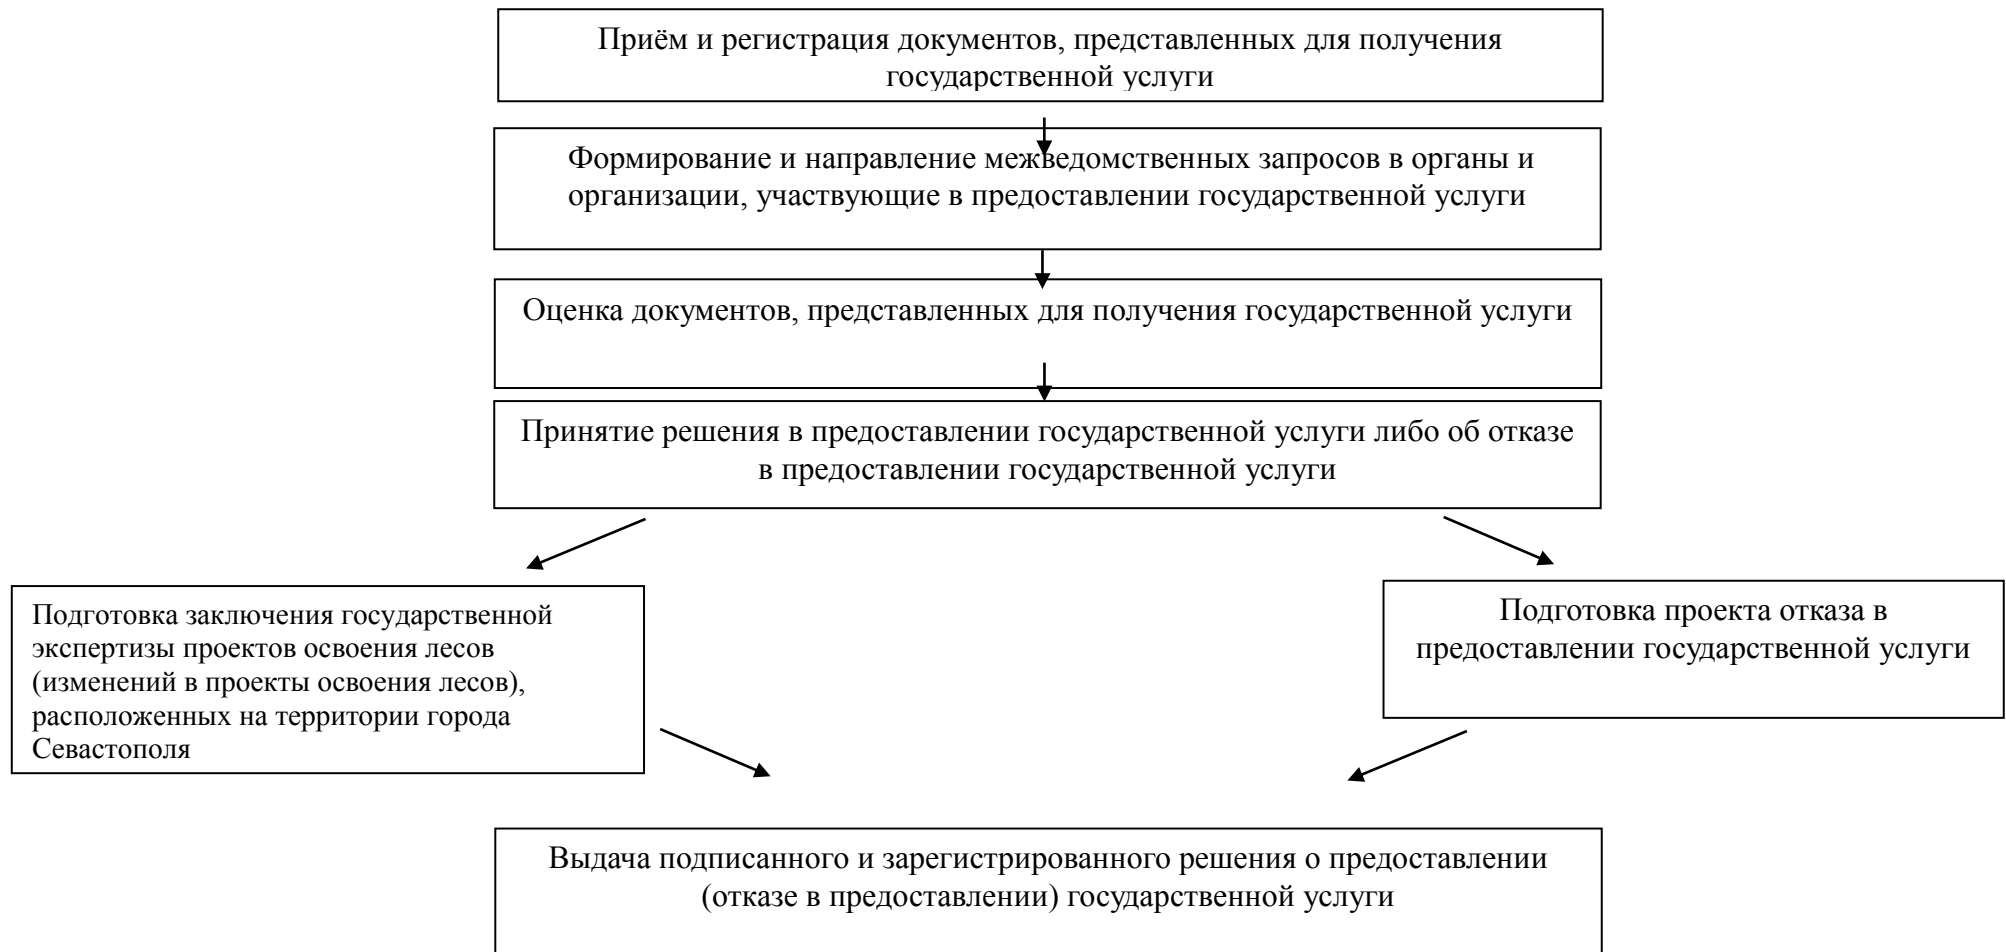 Приём и регистрация документов, представленных для получения
государственной услуги
Формирование и направление межведомственных запросов в органы и
организации, участвующие в предоставлении государственной услуги
Оценка документов, представленных для получения государственной услуги
Принятие решения в предоставлении государственной услуги либо об отказе
в предоставлении государственной услуги
Подготовка заключения государственной
экспертизы проектов освоения лесов
(изменений в проекты освоения лесов),
расположенных на территории города
Севастополя
Подготовка проекта отказа в
предоставлении государственной услуги
Выдача подписанного и зарегистрированного решения о предоставлении
(отказе в предоставлении) государственной услуги